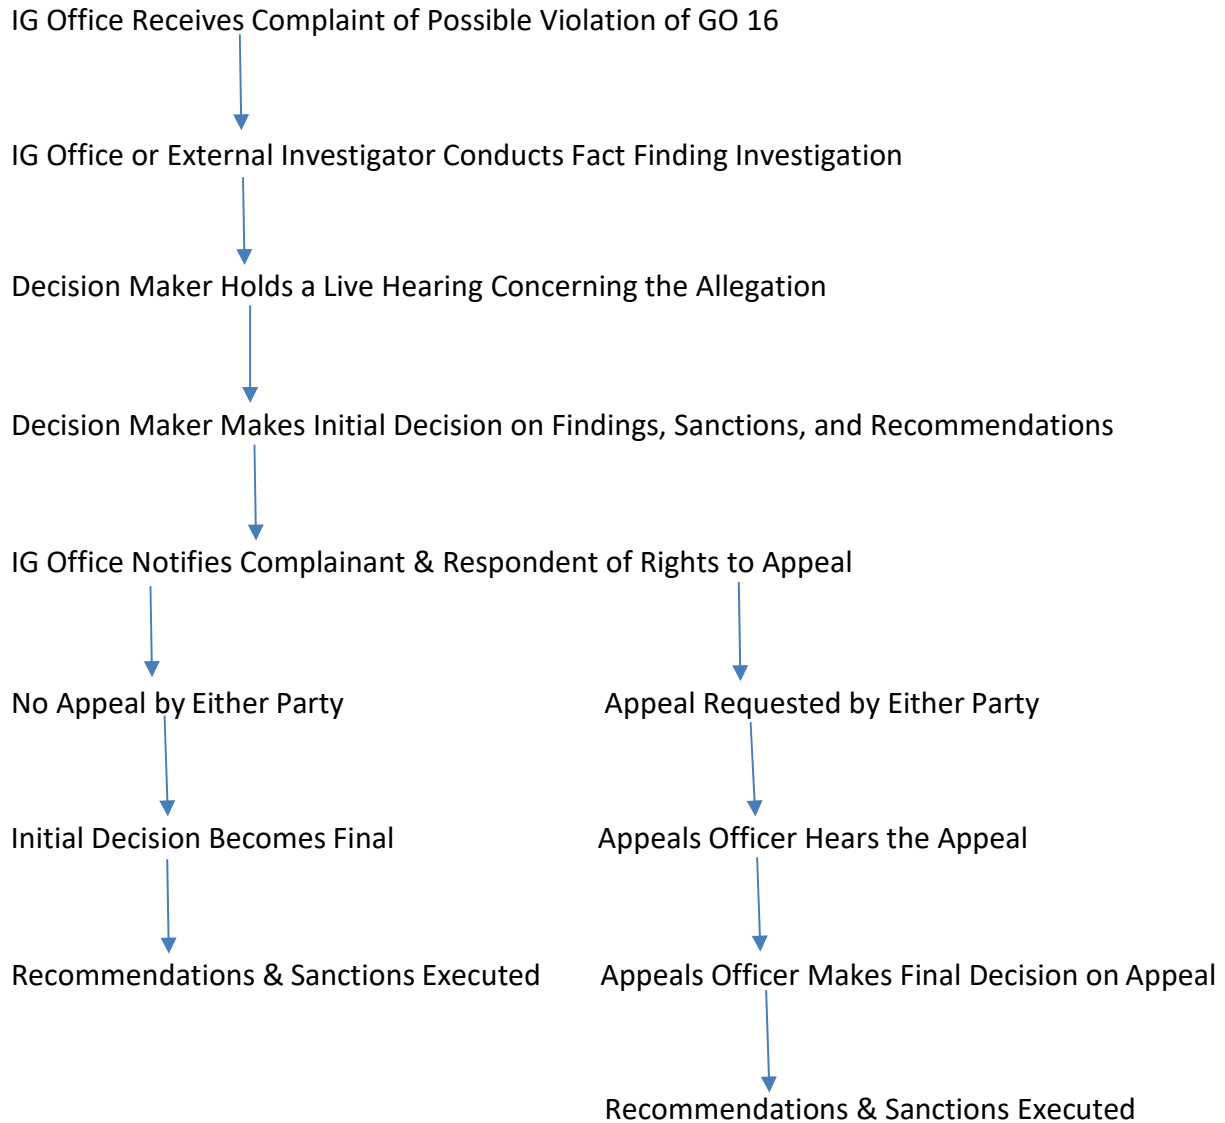 IG Office Receives Complaint of Possible Violation of GO 16
IG Office or External Investigator Conducts Fact Finding Investigation
Decision Maker Holds a Live Hearing Concerning the Allegation
Decision Maker Makes Initial Decision on Findings, Sanctions, and Recommendations
IG Office Notifies Complainant & Respondent of Rights to Appeal
No Appeal by Either Party
Appeal Requested by Either Party
Initial Decision Becomes Final
Appeals Officer Hears the Appeal
Recommendations & Sanctions Executed
Appeals Officer Makes Final Decision on Appeal
Recommendations & Sanctions Executed